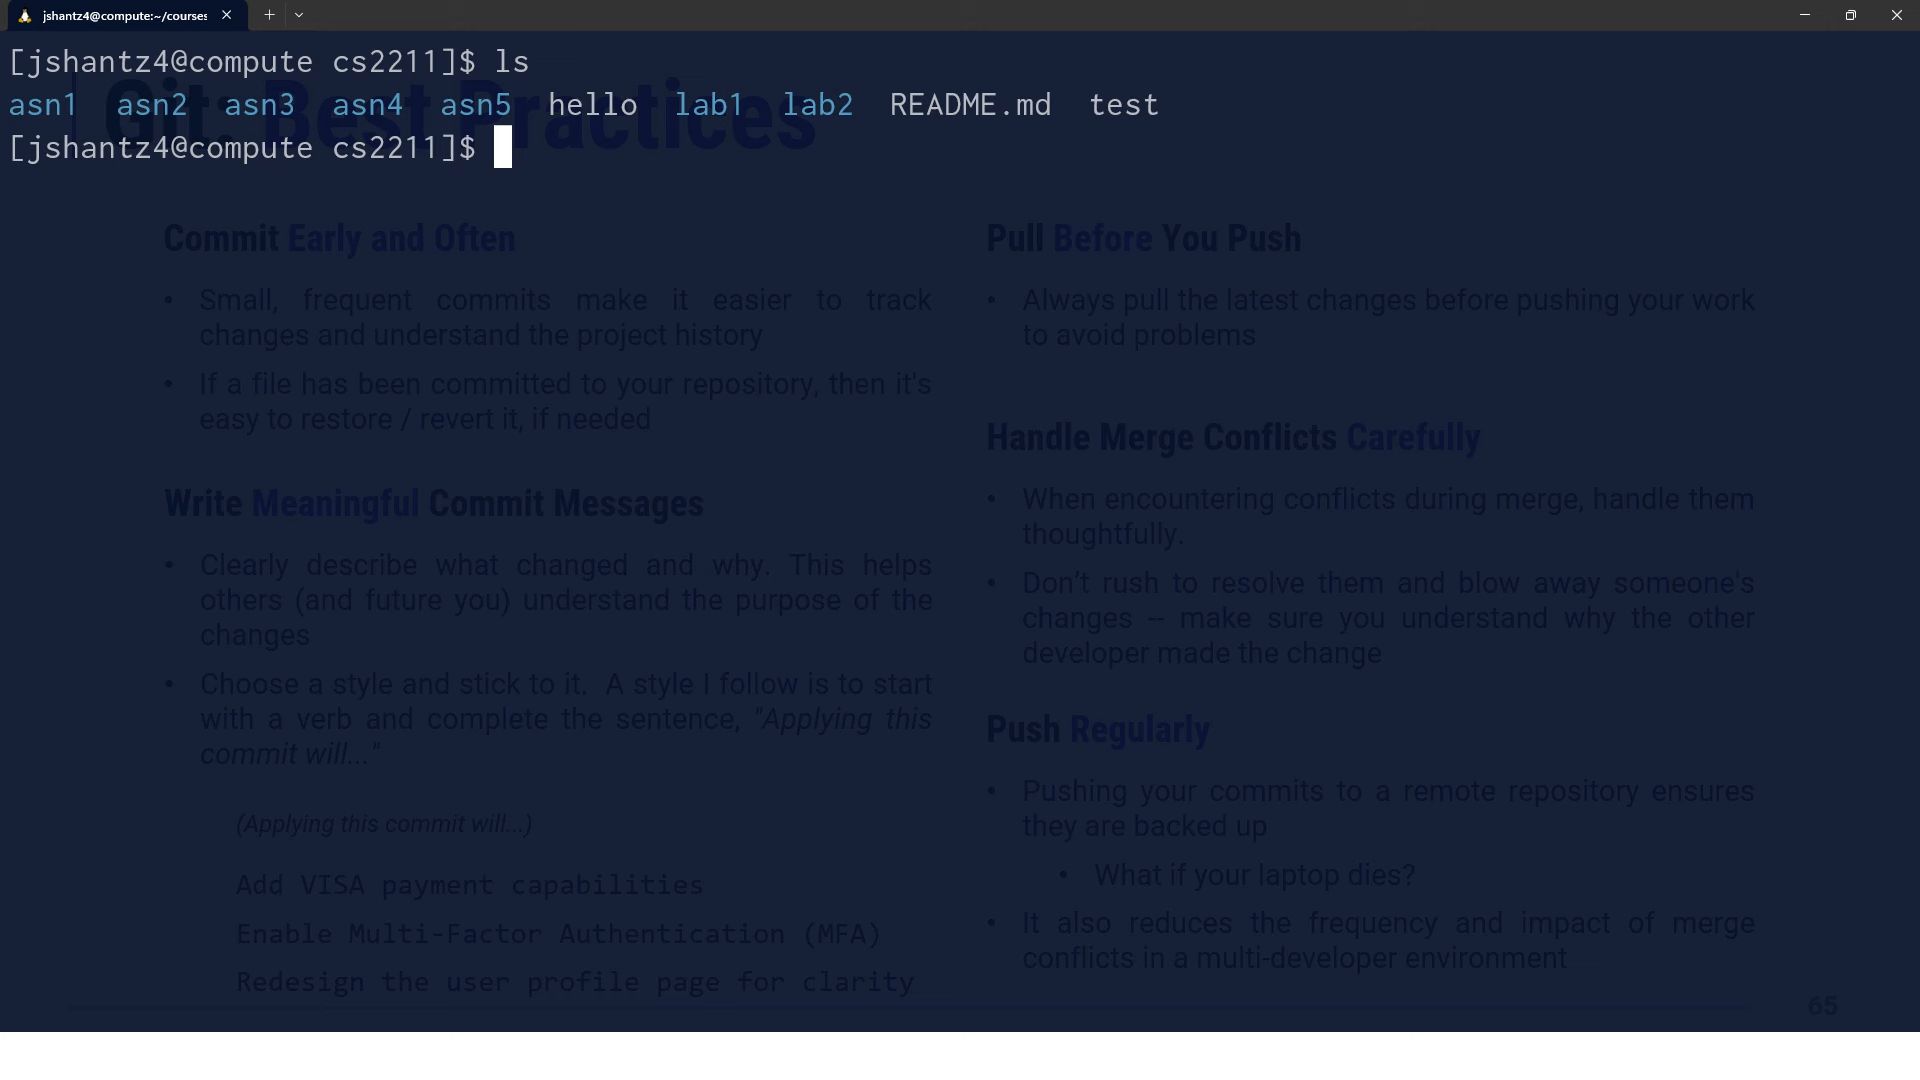 jshantz4@compute:~/courses
[jshantz4@compute cs2211]$ ls
asn1 asn2 asn3 asn4 asn5 hello lab1 lab2 README.md test
[jshantz4@compute cs2211]$
Git: Best Practices
Commit Early and Often
• Small, frequent commits make it easier to track
changes and understand the project history
• If a file has been committed to your repository, then it's
easy to restore / revert it, if needed
Write Meaningful Commit Messages
• Clearly describe what changed and why. This helps
others (and future you) understand the purpose of the
changes
• Choose a style and stick to it. A style I follow is to start
with a verb and complete the sentence, "Applying this
commit will..."
(Applying this commit will...)
Add VISA payment capabilities
Enable Multi-Factor Authentication (MFA)
Redesign the user profile page for clarity
Pull Before You Push
• Always pull the latest changes before pushing your work
to avoid problems
Handle Merge Conflicts Carefully
• When encountering conflicts during merge, handle them
thoughtfully.
• Don't rush to resolve them and blow away someone's
changes -- make sure you understand why the other
developer made the change
Push Regularly
• Pushing your commits to a remote repository ensures
they are backed up
• What if your laptop dies?
• It also reduces the frequency and impact of merge
conflicts in a multi-developer environment
65